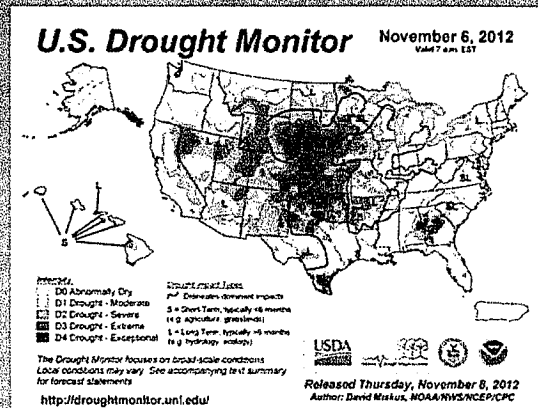 U.S. Drought Monitor
November 6, 2012
Valid 7 a.m. EST
L
S
SL
Intensity:
D0 Abnormally Dry
D1 Drought - Moderate
D2 Drought - Severe
D3 Drought - Extreme
D4 Drought - Exceptional
Drought Impact Types:
Delineates dominant impacts
S = Short-Term, typically <6 months
(e.g. agriculture, grasslands)
L = Long-Term, typically >6 months
(e.g. hydrology, ecology)
The Drought Monitor focuses on broad-scale conditions.
Local conditions may vary. See accompanying text summary
for forecast statements.
USDA
http://droughtmonitor.unl.edu/
Released Thursday, November 8, 2012
Author: David Miskus, NOAA/NWS/NCEP/CPC